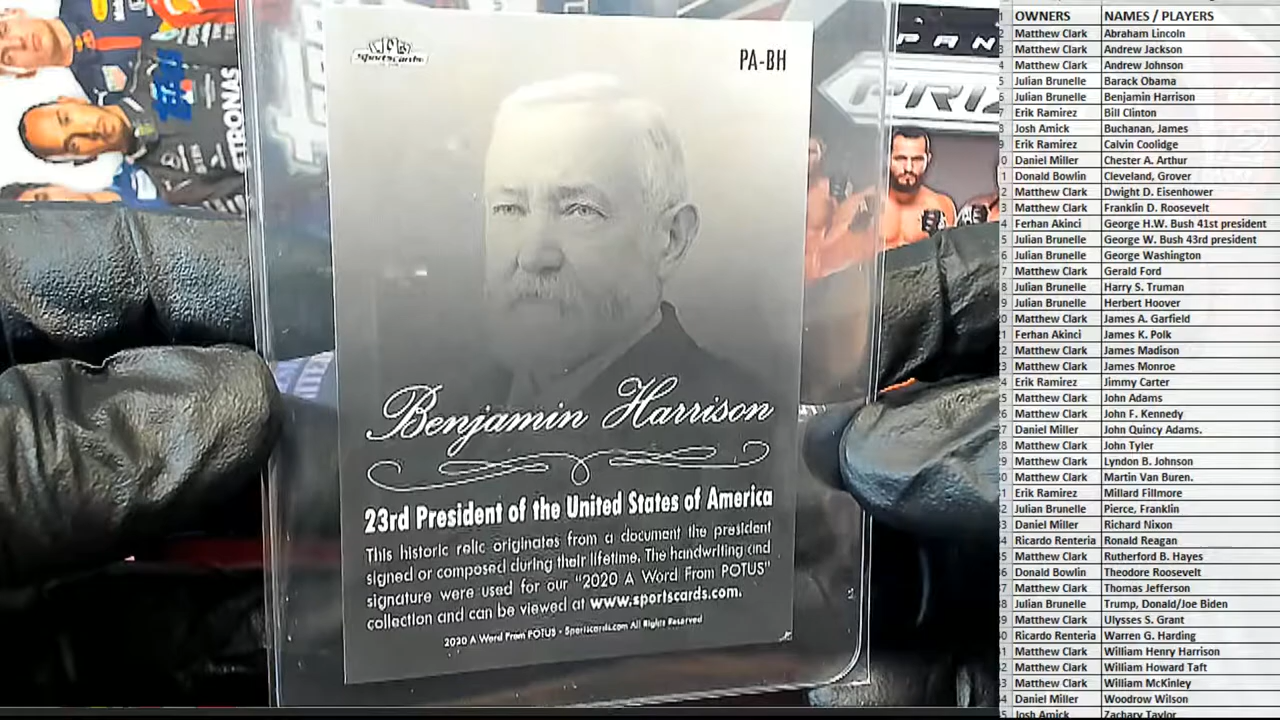 Sportscards
PA-BH
Benjamin Harrison
23rd President of the United States of America
This historic relic originates from a document the president
signed or composed during their lifetime. The handwriting and
signature were used for our "2020 A Word From POTUS"
collection and can be viewed at www.sportscards.com.
2020 A Word From POTUS - Sportscards.com All Rights Reserved
PETRONAS
PAN
PRIZ
OWNERS NAMES / PLAYERS
Matthew Clark Abraham Lincoln
Matthew Clark Andrew Jackson
Matthew Clark Andrew Johnson
Julian Brunelle Barack Obama
Julian Brunelle Benjamin Harrison
Erik Ramirez Bill Clinton
Josh Amick Buchanan, James
Erik Ramirez Calvin Coolidge
Daniel Miller Chester A. Arthur
Donald Bowlin Cleveland, Grover
Matthew Clark Dwight D. Eisenhower
Matthew Clark Franklin D. Roosevelt
Ferhan Akinci George H.W. Bush 41st president
Julian Brunelle George W. Bush 43rd president
Julian Brunelle George Washington
Matthew Clark Gerald Ford
Julian Brunelle Harry S. Truman
Julian Brunelle Herbert Hoover
Matthew Clark James A. Garfield
Ferhan Akinci James K. Polk
Matthew Clark James Madison
Matthew Clark James Monroe
Erik Ramirez Jimmy Carter
Matthew Clark John Adams
Matthew Clark John F. Kennedy
Daniel Miller John Quincy Adams.
Matthew Clark John Tyler
Matthew Clark Lyndon B. Johnson
Matthew Clark Martin Van Buren.
Erik Ramirez Millard Fillmore
Julian Brunelle Pierce, Franklin
Daniel Miller Richard Nixon
Ricardo Renteria Ronald Reagan
Matthew Clark Rutherford B. Hayes
Donald Bowlin Theodore Roosevelt
Matthew Clark Thomas Jefferson
Julian Brunelle Trump, Donald/Joe Biden
Matthew Clark Ulysses S. Grant
Ricardo Renteria Warren G. Harding
Matthew Clark William Henry Harrison
Matthew Clark William Howard Taft
Matthew Clark William McKinley
Daniel Miller Woodrow Wilson
Josh Amick Zachary Taylor